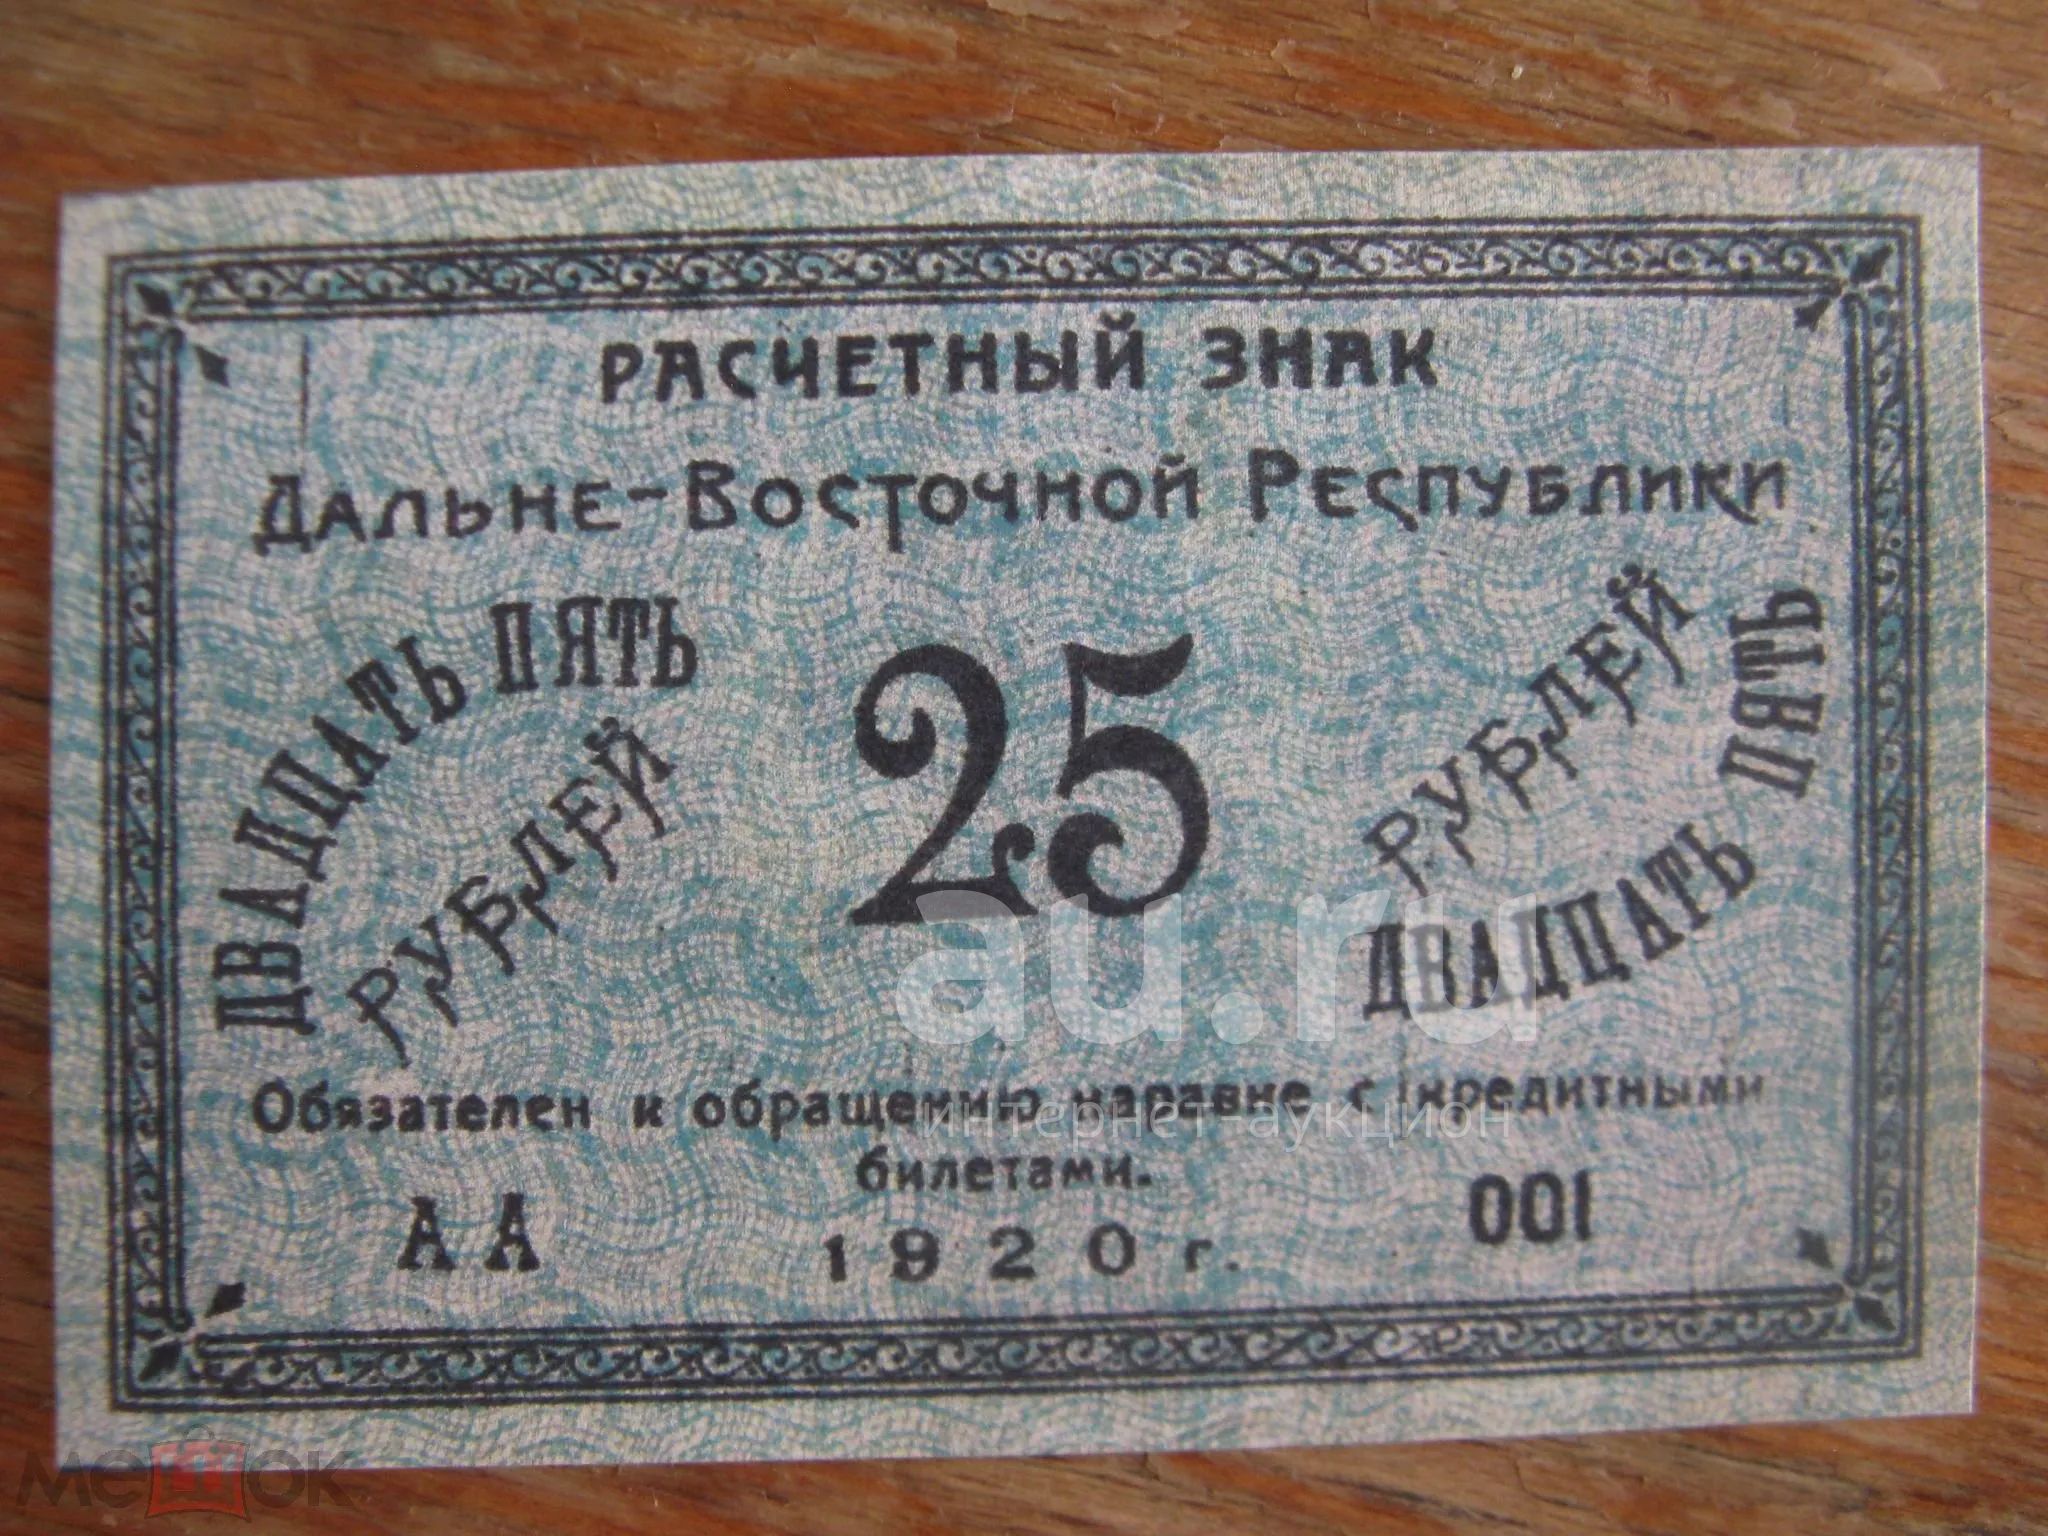 РАСЧЕТНЫЙ ЗНАК
ДАЛЬНЕ-ВОСТОЧНОЙ РЕСПУБЛИКИ
ДВАДЦАТЬ ПЯТЬ
РУБЛЕЙ
25
РУБЛЕЙ
ДВАДЦАТЬ ПЯТЬ
au.ru
интернет-аукцион
Обязателен к обращению наравне с кредитными
билетами.
АА
1920 г.
001
мешок